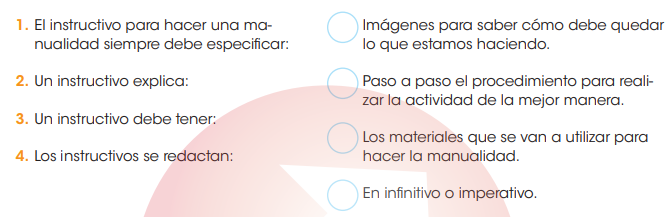 1. El instructivo para hacer una ma-
nualidad siempre debe especificar:
2. Un instructivo explica:
3. Un instructivo debe tener:
4. Los instructivos se redactan:
Imágenes para saber cómo debe quedar
lo que estamos haciendo.
Paso a paso el procedimiento para reali-
zar la actividad de la mejor manera.
Los materiales que se van a utilizar para
hacer la manualidad.
En infinitivo o imperativo.